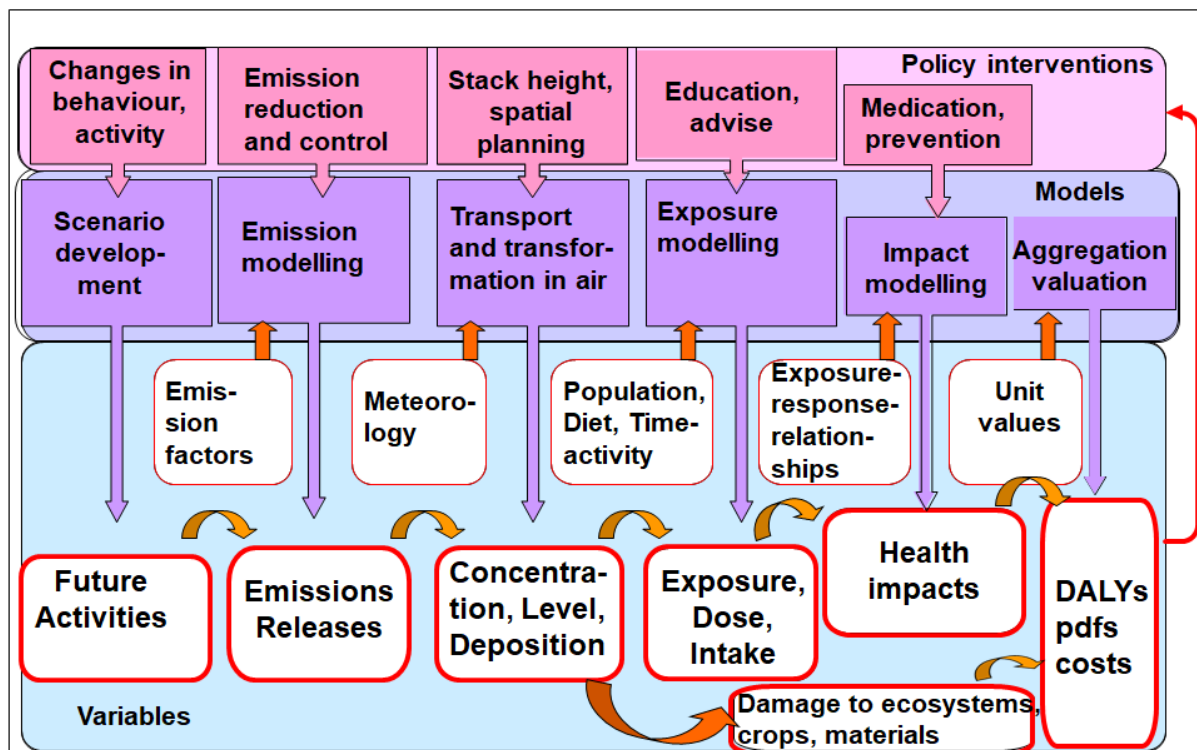 Changes in
behaviour,
activity
Emission
reduction
and control
Stack height,
spatial
planning
Education,
advise
Policy interventions
Medication,
prevention
Models
Scenario
develop-
ment
Emission
modelling
Transport
and transfor-
mation in air
Exposure
modelling
Impact
modelling
Aggregation
valuation
Emis-
sion
factors
Meteoro-
logy
Population,
Diet, Time-
activity
Exposure-
response-
relation-
ships
Unit
values
Future
Activities
Emissions
Releases
Concentra-
tion, Level,
Deposition
Exposure,
Dose,
Intake
Health
impacts
DALYs
pdfs
costs
Damage to ecosystems,
crops, materials
Variables